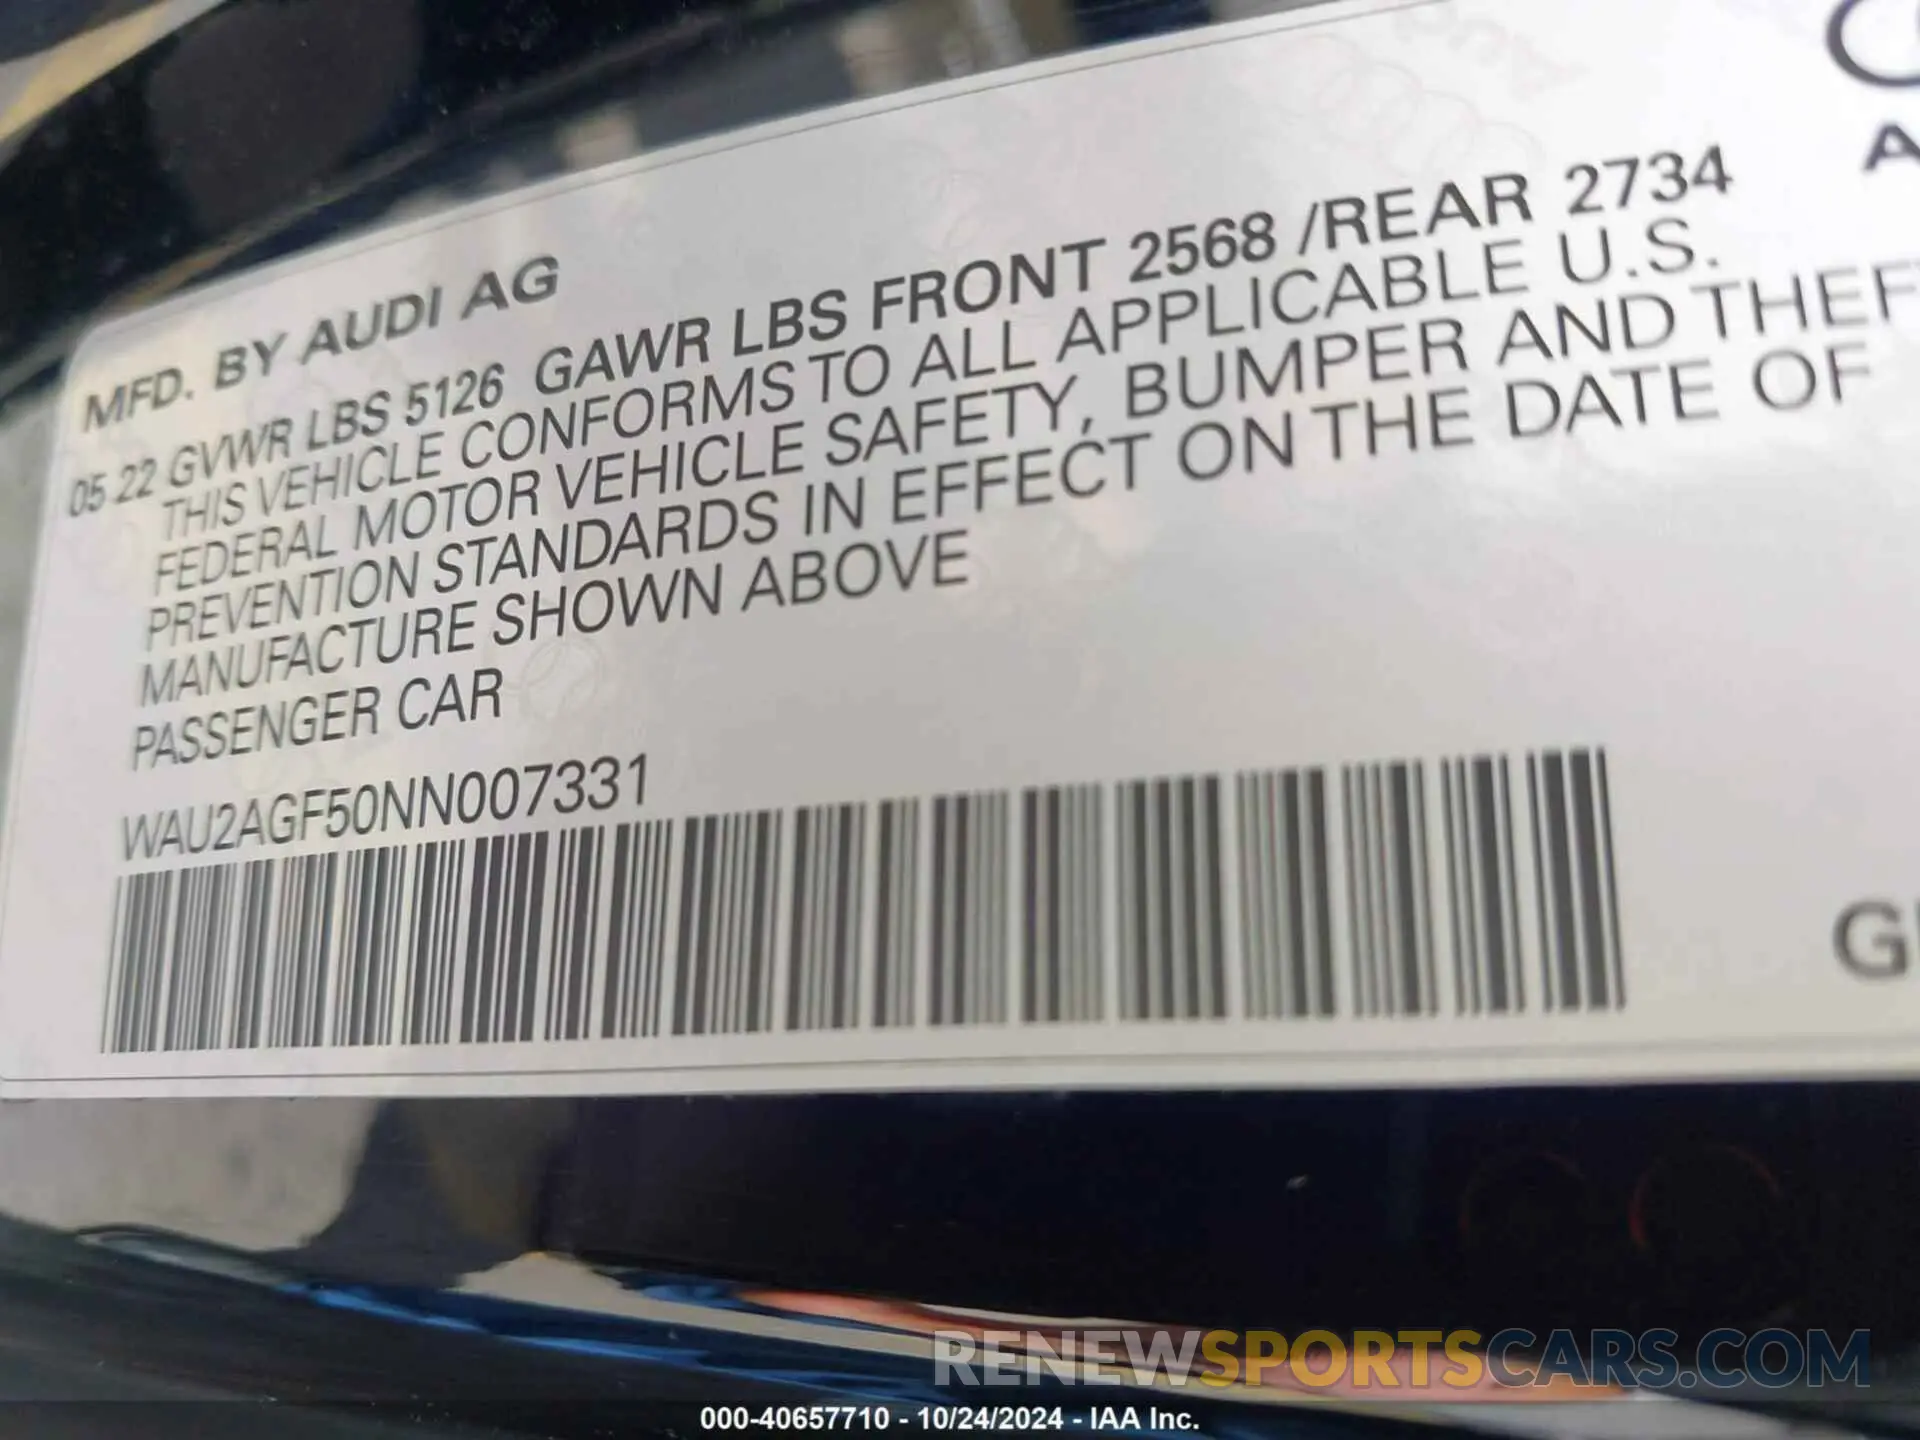 MFD. BY AUDI AG
05 22 GVWR LBS 5126 GAWR LBS FRONT 2568 /REAR 2734
THIS VEHICLE CONFORMS TO ALL APPLICABLE U.S.
FEDERAL MOTOR VEHICLE SAFETY, BUMPER AND THEF
PREVENTION STANDARDS IN EFFECT ON THE DATE OF
MANUFACTURE SHOWN ABOVE
PASSENGER CAR
WAU2AGF50NN007331
RENEWSPORTSCARS.COM
000-40657710 - 10/24/2024 - IAA Inc.